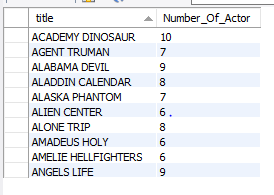 title Number_Of_Actor
ACADEMY DINOSAUR 10
AGENT TRUMAN 7
ALABAMA DEVIL 9
ALADDIN CALENDAR 8
ALASKA PHANTOM 7
ALIEN CENTER 6
ALONE TRIP 8
AMADEUS HOLY 6
AMELIE HELLFIGHTERS 6
ANGELS LIFE 9